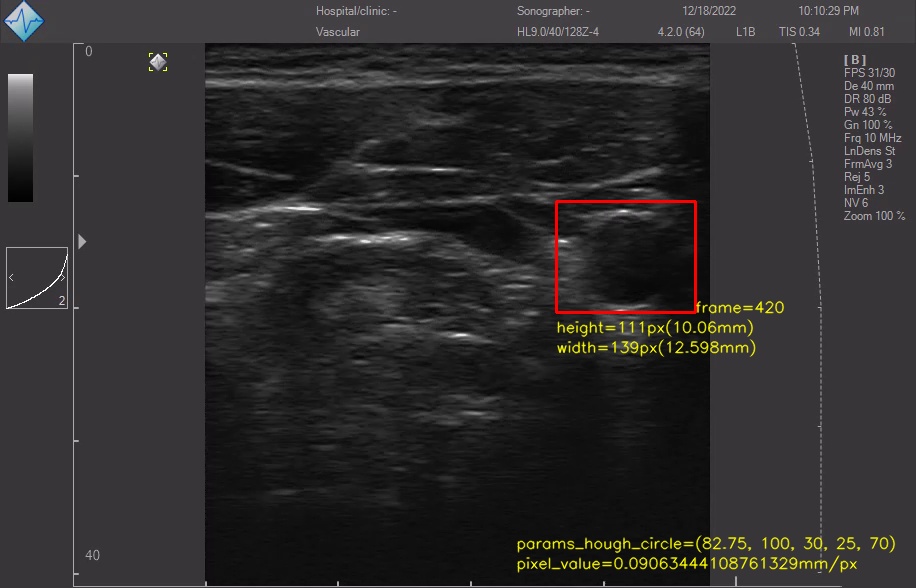 Hospital/clinic: - Sonographer: - 12/18/2022 10:10:29 PM
Vascular HL9.0/40/128Z-4 4.2.0 (64) L1B TIS 0.34 MI 0.81
0
[ B ]
FPS 31/30
De 40 mm
DR 80 dB
Pw 43 %
Gn 100 %
Frq 10 MHz
LnDens St
FrmAvg 3
Rej 5
ImEnh 3
NV 6
Zoom 100 %
2
frame=420
height=111px(10.06mm)
width=139px(12.598mm)
params_hough_circle=(82.75, 100, 30, 25, 70)
40
pixel_value=0.09063444108761329mm/px